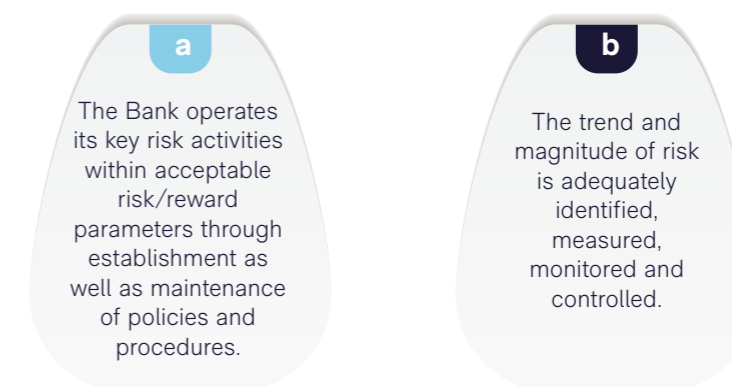 a
The Bank operates
its key risk activities
within acceptable
risk/reward
parameters through
establishment as
well as maintenance
of policies and
procedures.
b
The trend and
magnitude of risk
is adequately
identified,
measured,
monitored and
controlled.